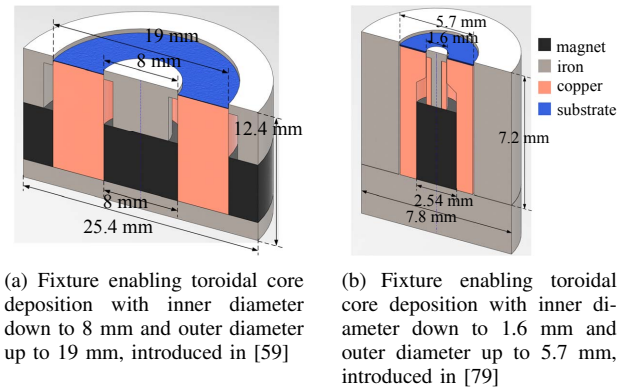 19 mm
8 mm
12.4 mm
8 mm
25.4 mm
5.7 mm
1.6 mm
7.2 mm
2.54 mm
7.8 mm
magnet
iron
copper
substrate
(a) Fixture enabling toroidal core
deposition with inner diameter
down to 8 mm and outer diameter
up to 19 mm, introduced in [59]
(b) Fixture enabling toroidal
core deposition with inner di-
ameter down to 1.6 mm and
outer diameter up to 5.7 mm,
introduced in [79]